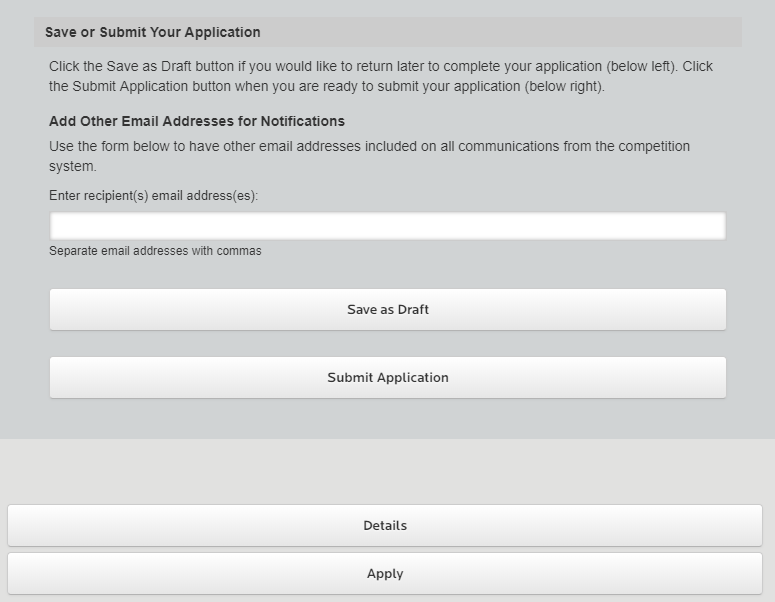 Save or Submit Your Application
Click the Save as Draft button if you would like to return later to complete your application (below left). Click
the Submit Application button when you are ready to submit your application (below right).
Add Other Email Addresses for Notifications
Use the form below to have other email addresses included on all communications from the competition
system.
Enter recipient(s) email address(es):
Separate email addresses with commas
Save as Draft
Submit Application
Details
Apply